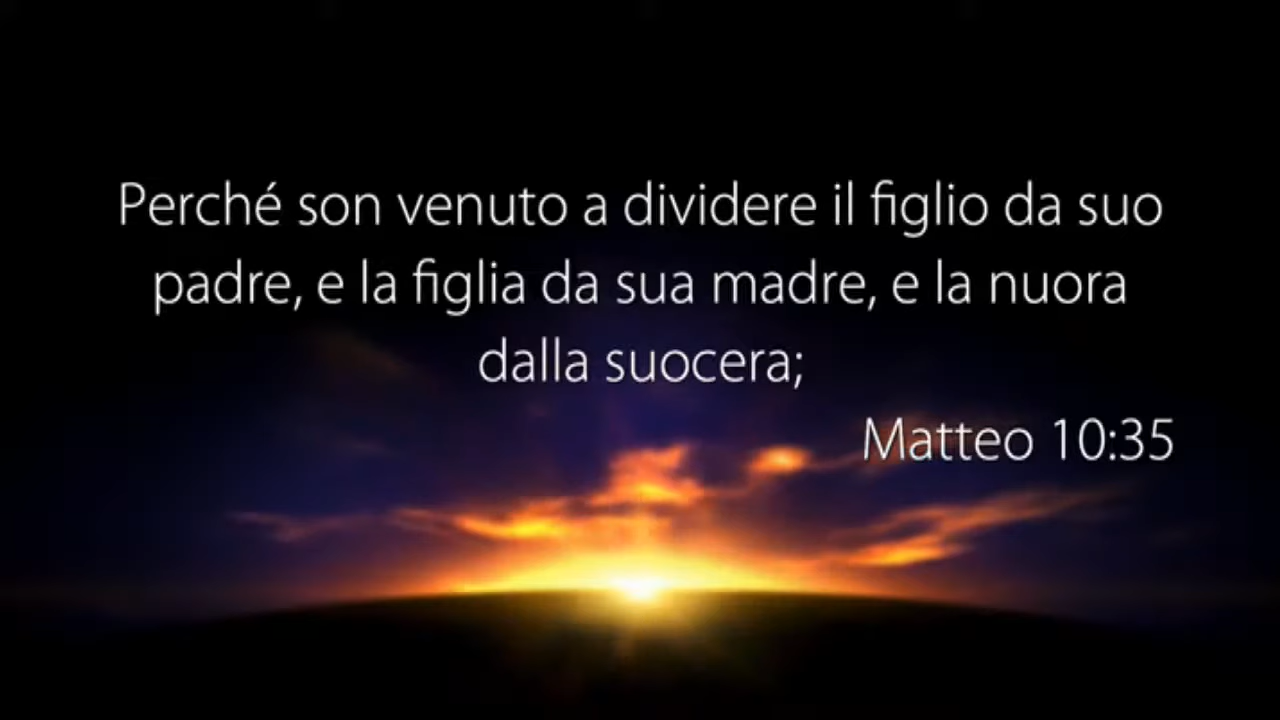 Perché son venuto a dividere il figlio da suo
padre, e la figlia da sua madre, e la nuora
dalla suocera;
Matteo 10:35